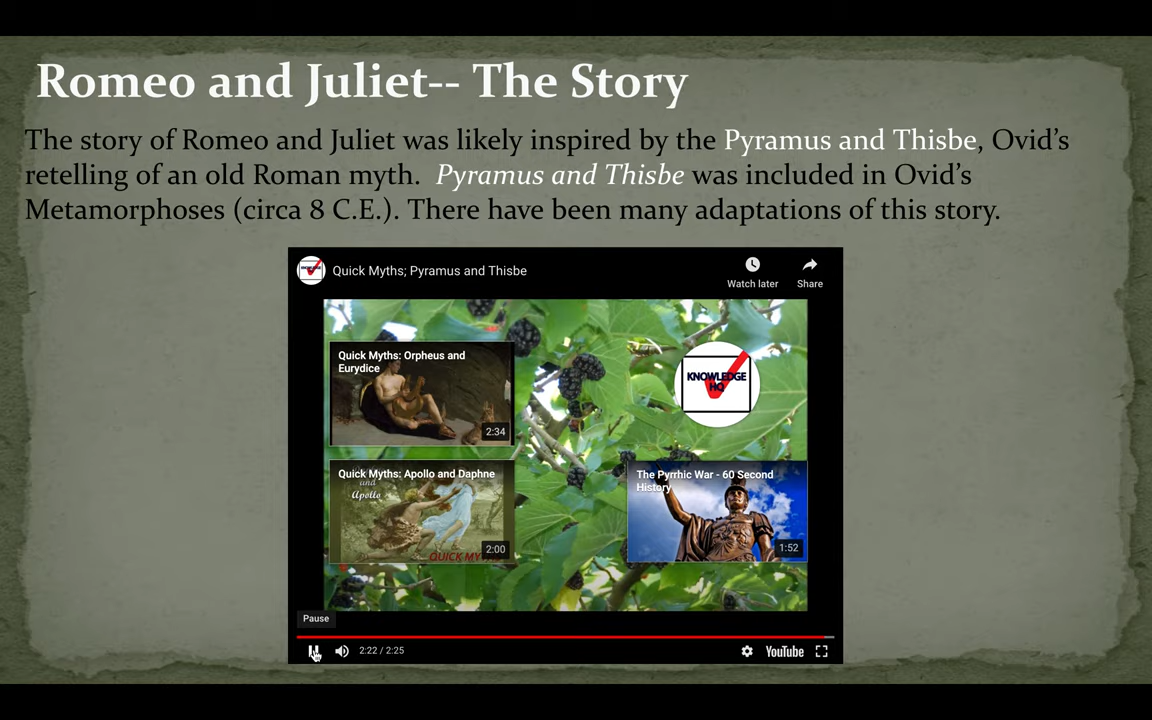 Romeo and Juliet-- The Story
The story of Romeo and Juliet was likely inspired by the Pyramus and Thisbe, Ovid’s
retelling of an old Roman myth. Pyramus and Thisbe was included in Ovid’s
Metamorphoses (circa 8 C.E.). There have been many adaptations of this story.
Quick Myths; Pyramus and Thisbe
Watch later
Share
Quick Myths: Orpheus and
Eurydice
2:34
KNOWLEDGE
HQ
Quick Myths: Apollo and Daphne
and
Apollo
QUICK MY
2:00
The Pyrrhic War - 60 Second
History
1:52
Pause
2:22 / 2:25
YouTube